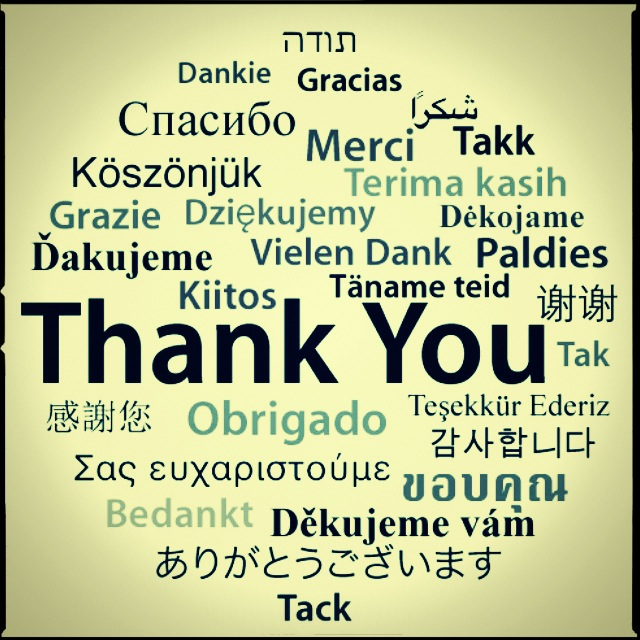 תודה
Dankie Gracias
Спасибо شكرًا
Merci Takk
Köszönjük Terima kasih
Grazie Dziękujemy Dėkojame
Ďakujeme Vielen Dank Paldies
Kiitos Täname teid 谢谢
Thank You Tak
感謝您 Obrigado Teşekkür Ederiz
감사합니다
Σας ευχαριστούμε ขอบคุณ
Bedankt Děkujeme vám
ありがとうございます
Tack